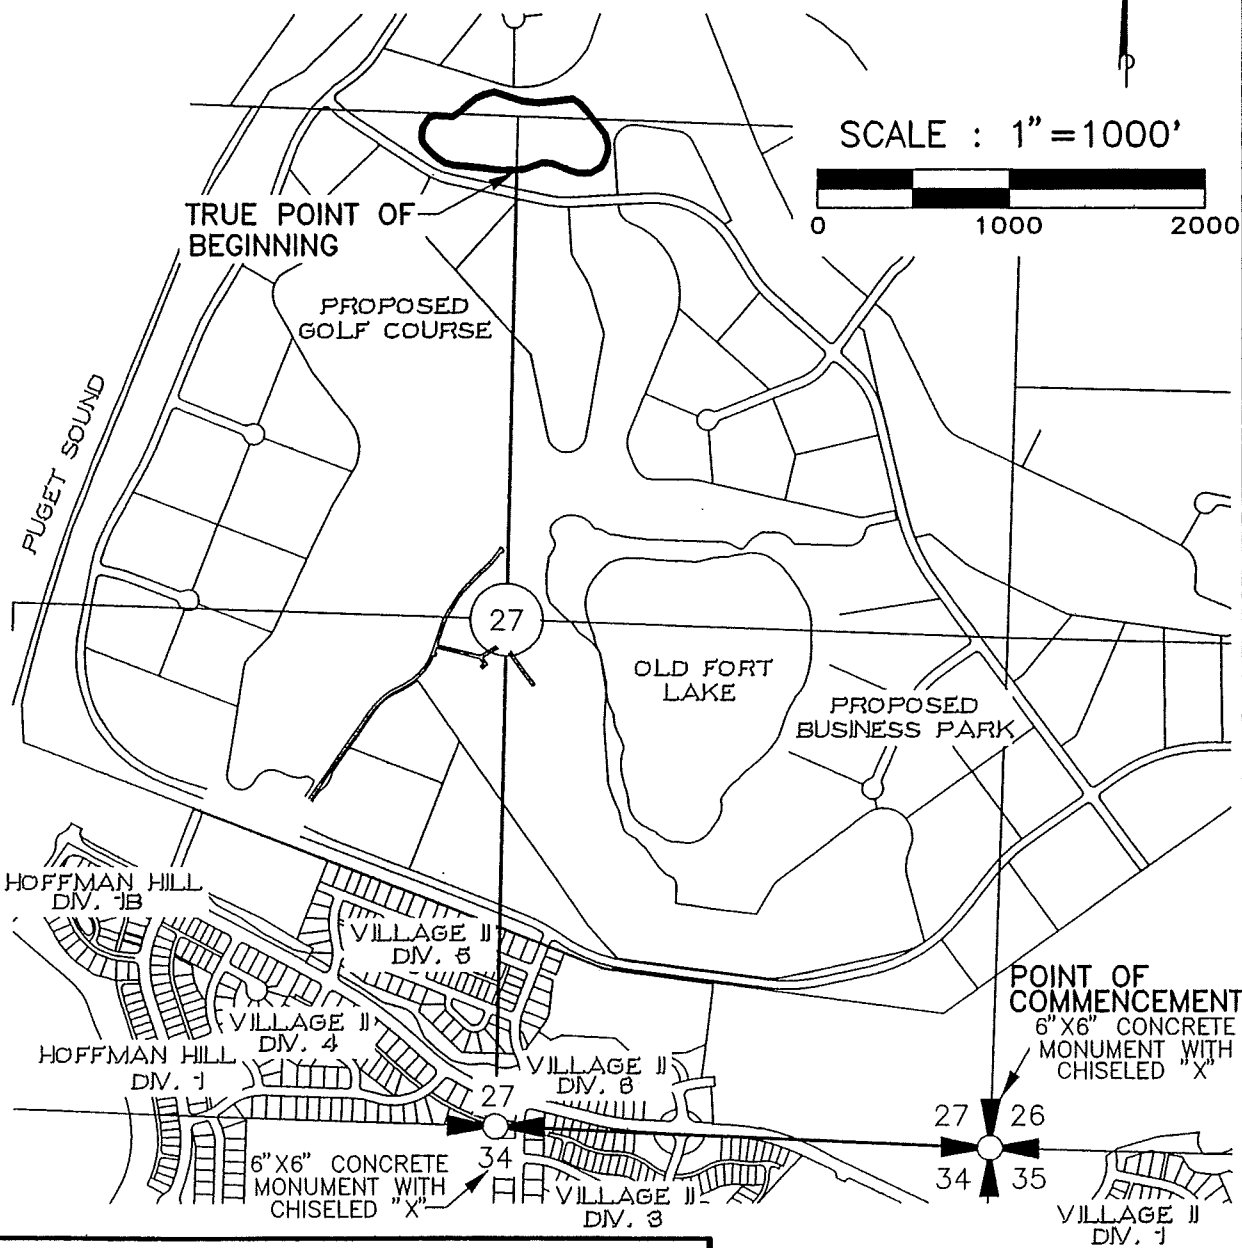 SCALE : 1"=1000'
0 1000 2000
TRUE POINT OF
BEGINNING
PROPOSED
GOLF COURSE
PUGET SOUND
27
OLD FORT
LAKE
PROPOSED
BUSINESS PARK
HOFFMAN HILL
DIV. 1B
VILLAGE II
DIV. 5
POINT OF
COMMENCEMENT
6"X6" CONCRETE
MONUMENT WITH
CHISELED "X"
VILLAGE II
DIV. 4
HOFFMAN HILL
DIV. 1
VILLAGE II
DIV. 6
27
34
27 26
34 35
6"X6" CONCRETE
MONUMENT WITH
CHISELED "X"
VILLAGE II
DIV. 3
VILLAGE II
DIV. 1